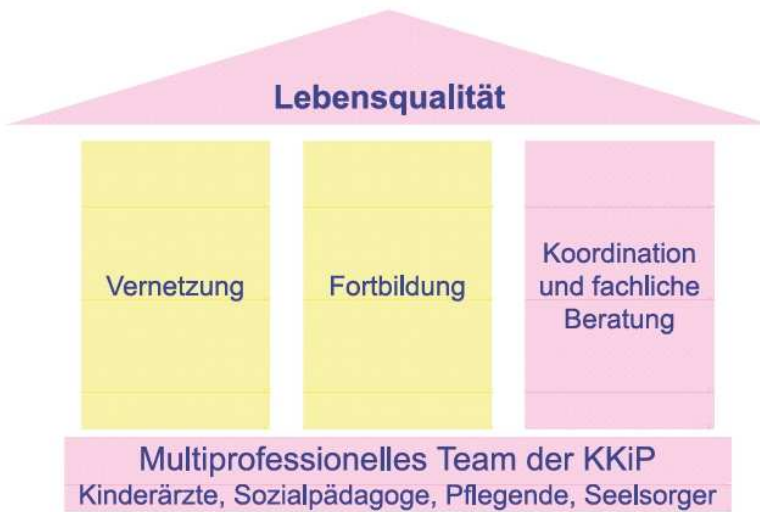 Lebensqualität
Vernetzung
Fortbildung
Koordination
und fachliche
Beratung
Multiprofessionelles Team der KKiP
Kinderärzte, Sozialpädagoge, Pflegende, Seelsorger